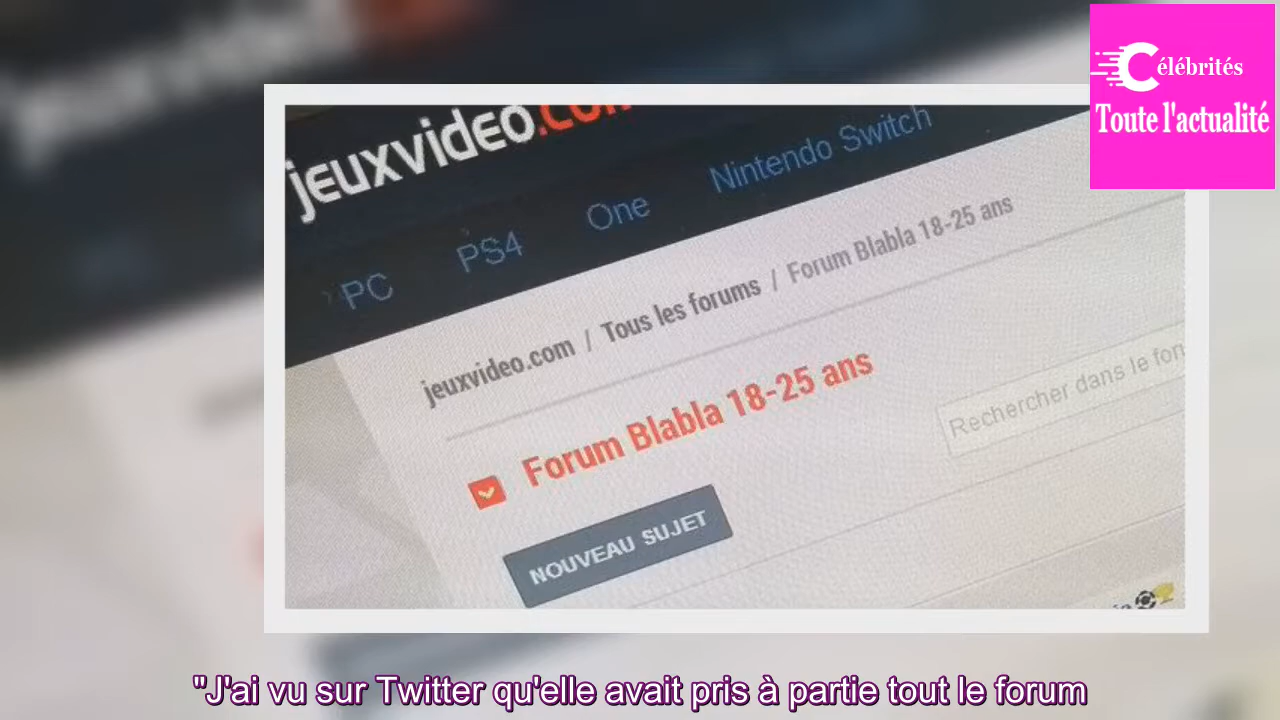 Célébrités
Toute l'actualité
jeuxvideo.com
PC PS4 One Nintendo Switch
jeuxvideo.com / Tous les forums / Forum Blabla 18-25 ans
Forum Blabla 18-25 ans
Rechercher dans le
NOUVEAU SUJET
"J'ai vu sur Twitter qu'elle avait pris à partie tout le forum